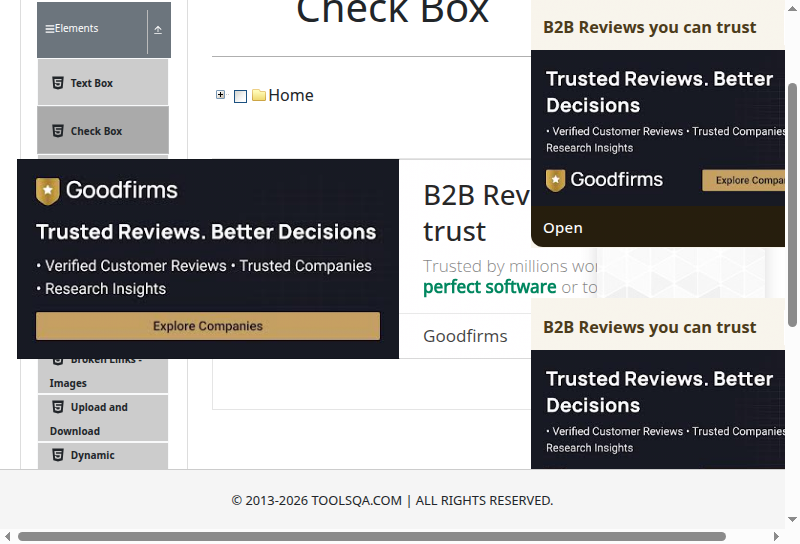 Check Box
Elements
Text Box
Check Box
Home
Goodfirms
Trusted Reviews. Better Decisions
• Verified Customer Reviews • Trusted Companies
• Research Insights
Explore Companies
B2B Rev
trust
Trusted by millions wor
perfect software or to
Goodfirms
Broken Links -
Images
Upload and
Download
Dynamic
B2B Reviews you can trust
Trusted Reviews. Better
Decisions
• Verified Customer Reviews • Trusted Companies
Research Insights
Goodfirms
Explore Compa
Open
B2B Reviews you can trust
Trusted Reviews. Better
Decisions
• Verified Customer Reviews • Trusted Companies
Research Insights
© 2013-2026 TOOLSQA.COM | ALL RIGHTS RESERVED.